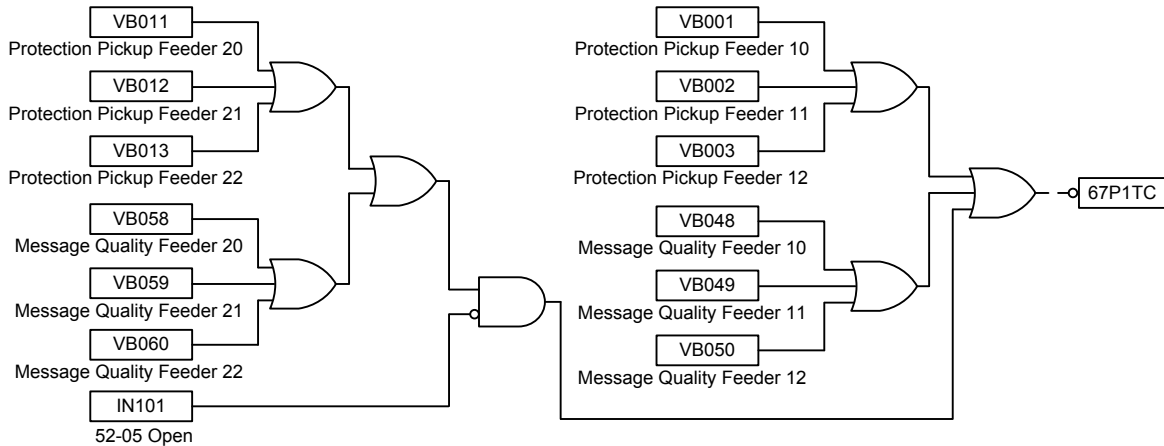 VB011
Protection Pickup Feeder 20
VB012
Protection Pickup Feeder 21
VB013
Protection Pickup Feeder 22
VB058
Message Quality Feeder 20
VB059
Message Quality Feeder 21
VB060
Message Quality Feeder 22
IN101
52-05 Open
VB001
Protection Pickup Feeder 10
VB002
Protection Pickup Feeder 11
VB003
Protection Pickup Feeder 12
VB048
Message Quality Feeder 10
VB049
Message Quality Feeder 11
VB050
Message Quality Feeder 12
67P1TC